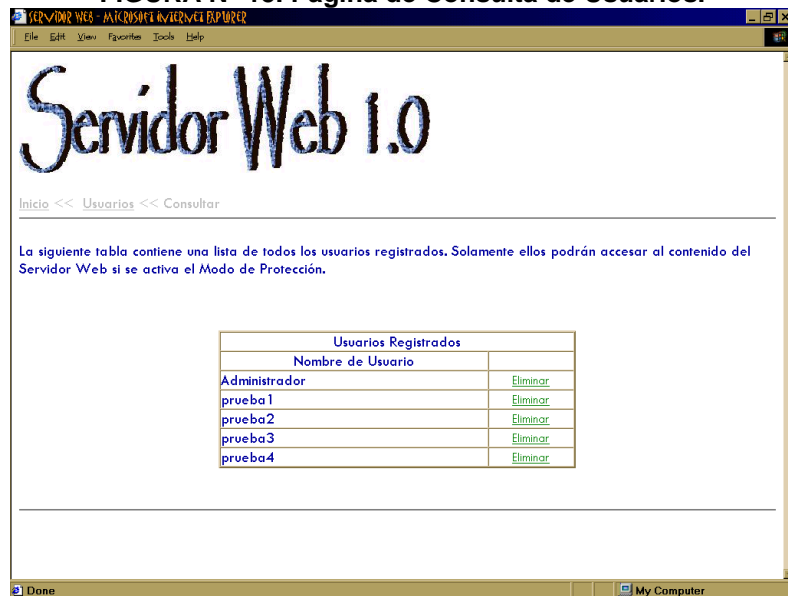 FIGURA Nº 16. Página de Consulta de Usuarios.
SERVIDOR WEB - MICROSOFT INTERNET EXPLORER
File Edit View Favorites Tools Help
Servidor Web 1.0
Inicio << Usuarios << Consultar
La siguiente tabla contiene una lista de todos los usuarios registrados. Solamente ellos podrán accesar al contenido del
Servidor Web si se activa el Modo de Protección.
Usuarios Registrados
Nombre de Usuario
Administrador Eliminar
prueba1 Eliminar
prueba2 Eliminar
prueba3 Eliminar
prueba4 Eliminar
Done My Computer